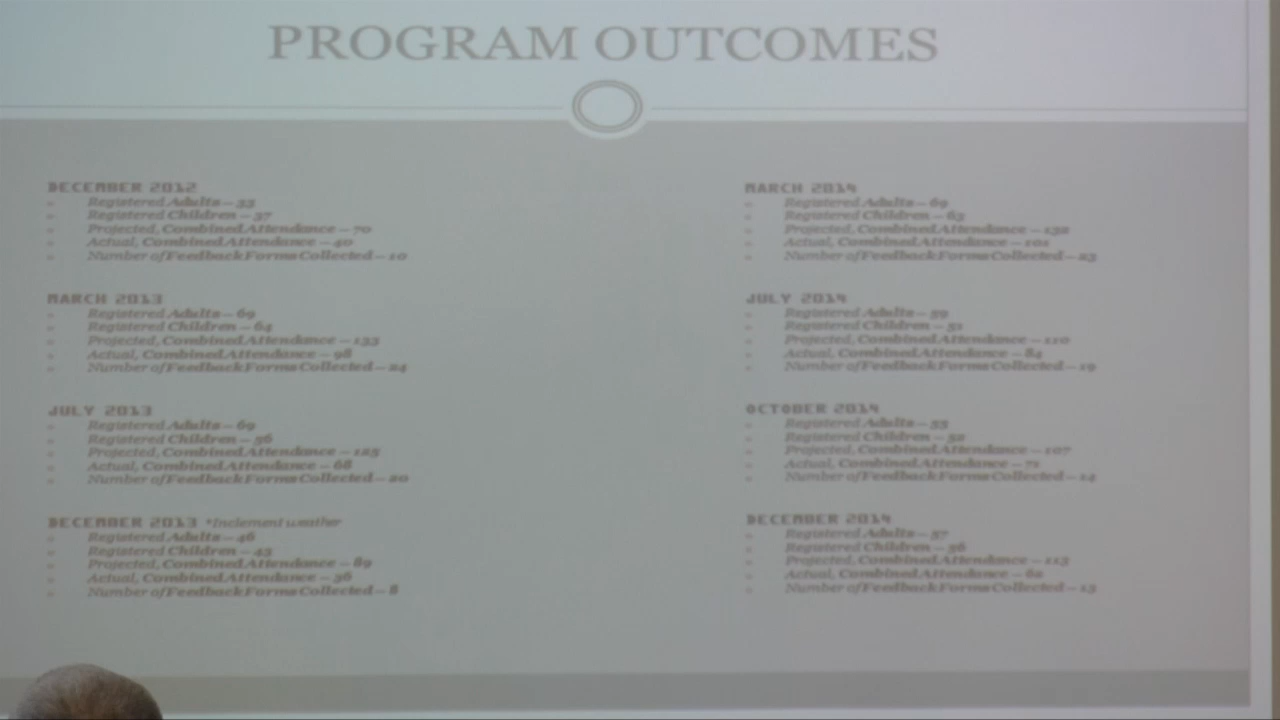 PROGRAM OUTCOMES
DECEMBER 2012
Registered Adults – 33
Registered Children – 37
Projected, Combined Attendance – 70
Actual, Combined Attendance – 40
Number of Feedback Forms Collected – 10
MARCH 2013
Registered Adults – 69
Registered Children – 64
Projected, Combined Attendance – 133
Actual, Combined Attendance – 98
Number of Feedback Forms Collected – 24
JULY 2013
Registered Adults – 69
Registered Children – 56
Projected, Combined Attendance – 125
Actual, Combined Attendance – 68
Number of Feedback Forms Collected – 20
DECEMBER 2013 *Inclement weather
Registered Adults – 46
Registered Children – 43
Projected, Combined Attendance – 89
Actual, Combined Attendance – 36
Number of Feedback Forms Collected – 8
MARCH 2014
Registered Adults – 69
Registered Children – 63
Projected, Combined Attendance – 132
Actual, Combined Attendance – 101
Number of Feedback Forms Collected – 23
JULY 2014
Registered Adults – 59
Registered Children – 51
Projected, Combined Attendance – 110
Actual, Combined Attendance – 84
Number of Feedback Forms Collected – 19
OCTOBER 2014
Registered Adults – 55
Registered Children – 52
Projected, Combined Attendance – 107
Actual, Combined Attendance – 71
Number of Feedback Forms Collected – 14
DECEMBER 2014
Registered Adults – 57
Registered Children – 56
Projected, Combined Attendance – 113
Actual, Combined Attendance –
Number of Feedback Forms Collected – 13